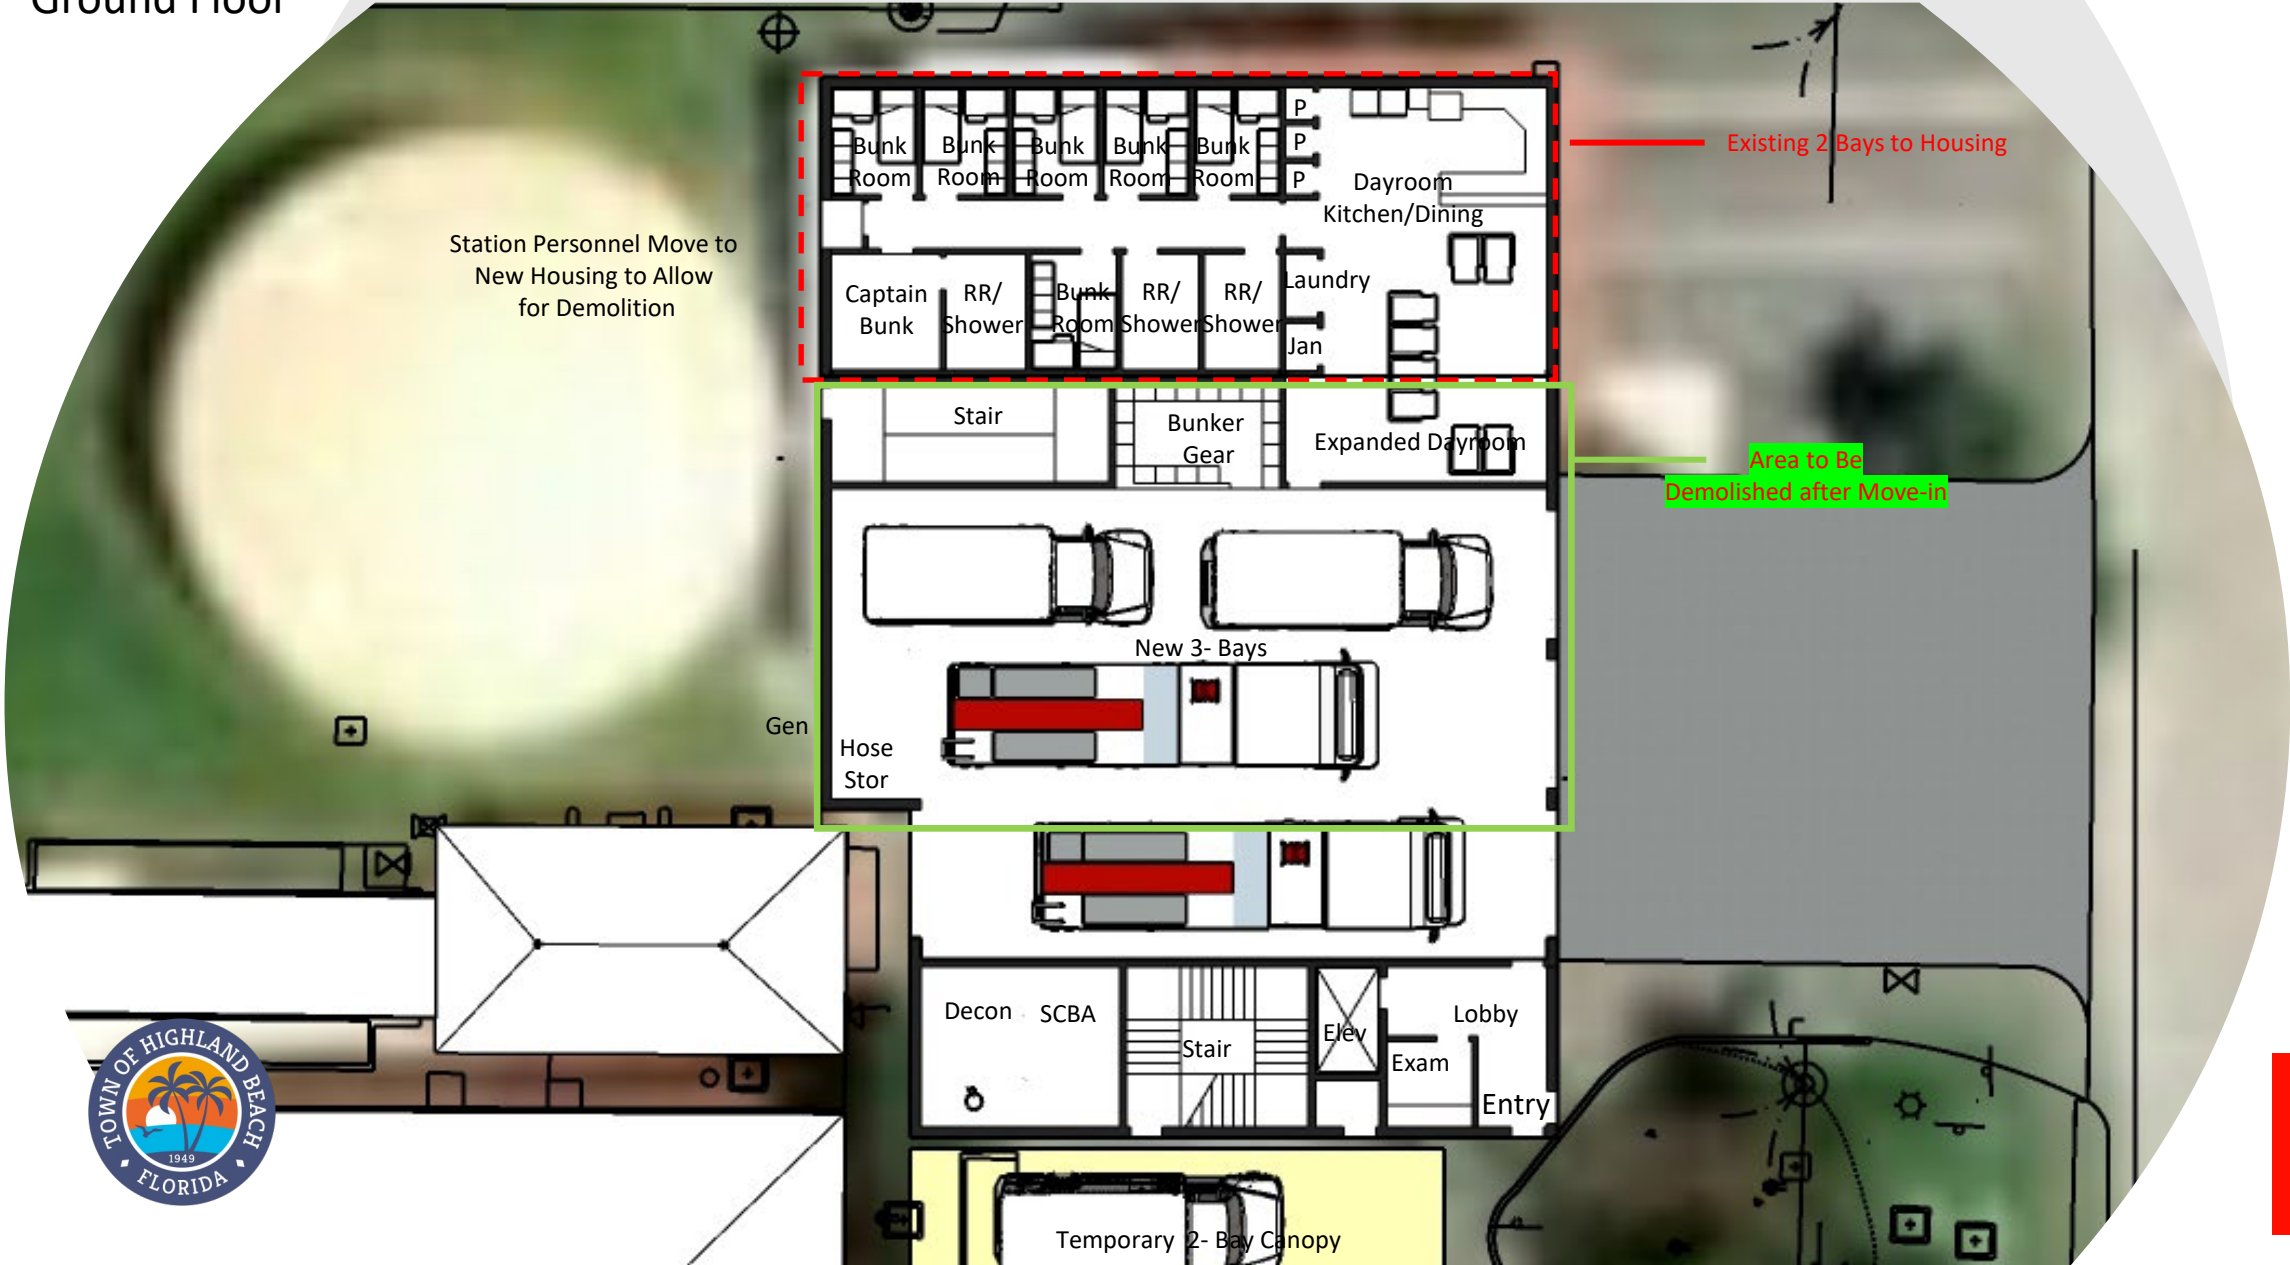 Ground Floor
P
Bunk
Room
Bunk
Room
Bunk
Room
Bunk
Room
Bunk
Room
P
P
Existing 2 Bays to Housing
Dayroom
Kitchen/Dining
Station Personnel Move to
New Housing to Allow
for Demolition
Captain
Bunk
RR/
Shower
Bunk
Room
RR/
Shower
RR/
Shower
Laundry
Jan
Stair
Bunker
Gear
Expanded Dayroom
Area to Be
Demolished after Move-in
New 3- Bays
Gen
Hose
Stor
Decon
SCBA
Stair
Elev
Lobby
Exam
Entry
TOWN OF HIGHLAND BEACH
1949
FLORIDA
Temporary 2- Bay Canopy